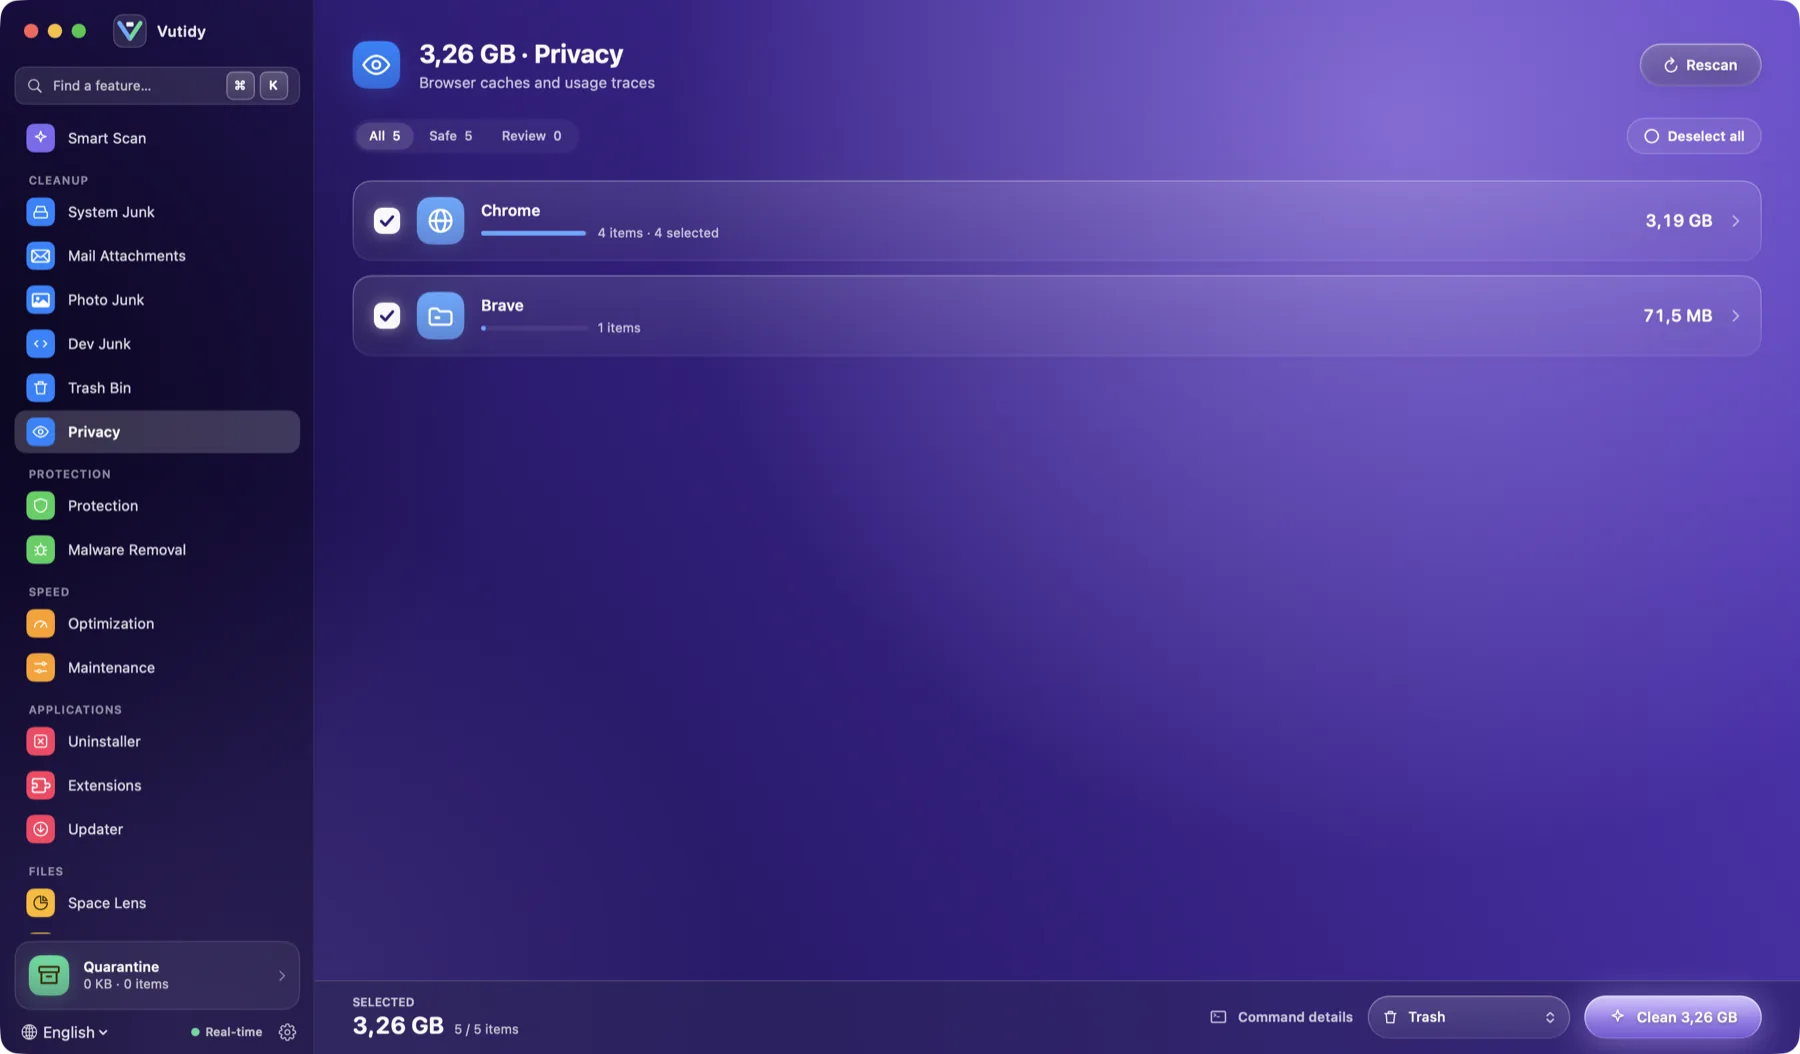 Vutidy
Find a feature... ⌘ K
Smart Scan
CLEANUP
System Junk
Mail Attachments
Photo Junk
Dev Junk
Trash Bin
Privacy
PROTECTION
Protection
Malware Removal
SPEED
Optimization
Maintenance
APPLICATIONS
Uninstaller
Extensions
Updater
FILES
Space Lens
Quarantine
0 KB · 0 items
English
Real-time
3,26 GB · Privacy
Browser caches and usage traces
Rescan
All 5 Safe 5 Review 0
Deselect all
Chrome
4 items · 4 selected
3,19 GB
Brave
1 items
71,5 MB
SELECTED
3,26 GB 5 / 5 items
Command details
Trash
Clean 3,26 GB